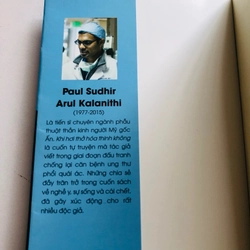 Paul Sudhir
Arul Kalanithi
(1977-2015)
Là tiến sĩ chuyên ngành phẫu
thuật thần kinh người Mỹ gốc
Ấn. Khi hơi thở hóa thinh không
là cuốn tự truyện mà tác giả
viết trong giai đoạn đấu tranh
chống lại căn bệnh ung thư
phổi quái ác. Những chia sẻ
đầy trăn trở trong cuốn sách
về nghề y, sự sống và cái chết,
đã gây xúc động cho rất
nhiều độc giả.